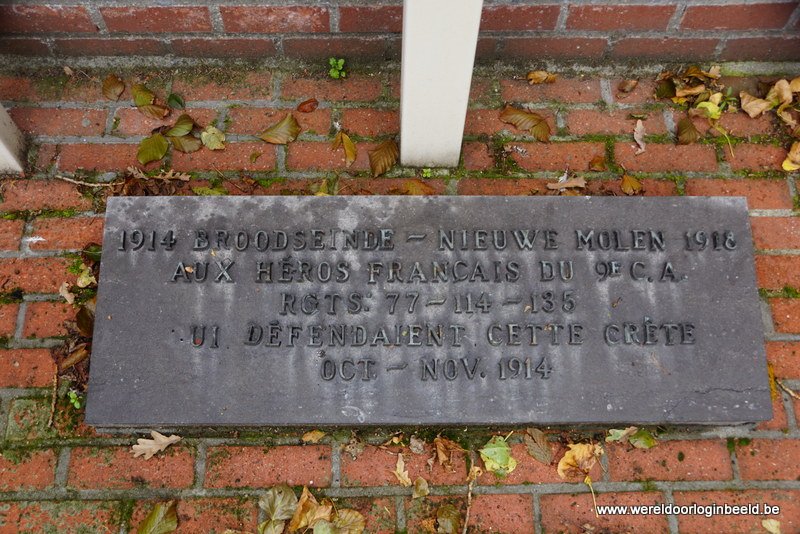 1914 BROODSEINDE - NIEUWE MOLEN 1918
AUX HÉROS FRANCAIS DU 9E C.A.
RGTS. 77-114-135
UI DÉFENDAIENT CETTE CRÊTE
OCT. - NOV. 1914
www.wereldoorloginbeeld.be